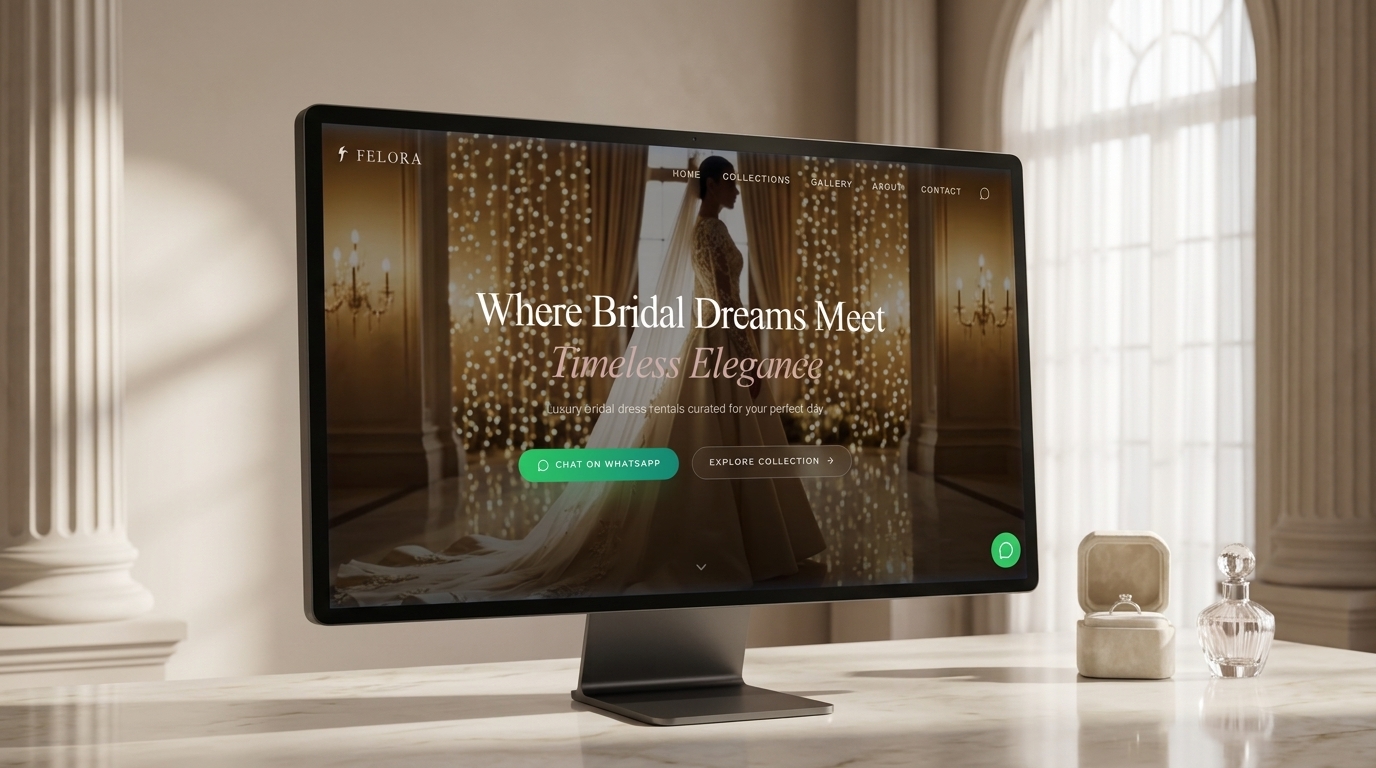 FELORA
HOME COLLECTIONS GALLERY ABOUT CONTACT
Where Bridal Dreams Meet
Timeless Elegance
Luxury bridal dress rentals curated for your perfect day.
CHAT ON WHATSAPP
EXPLORE COLLECTION →